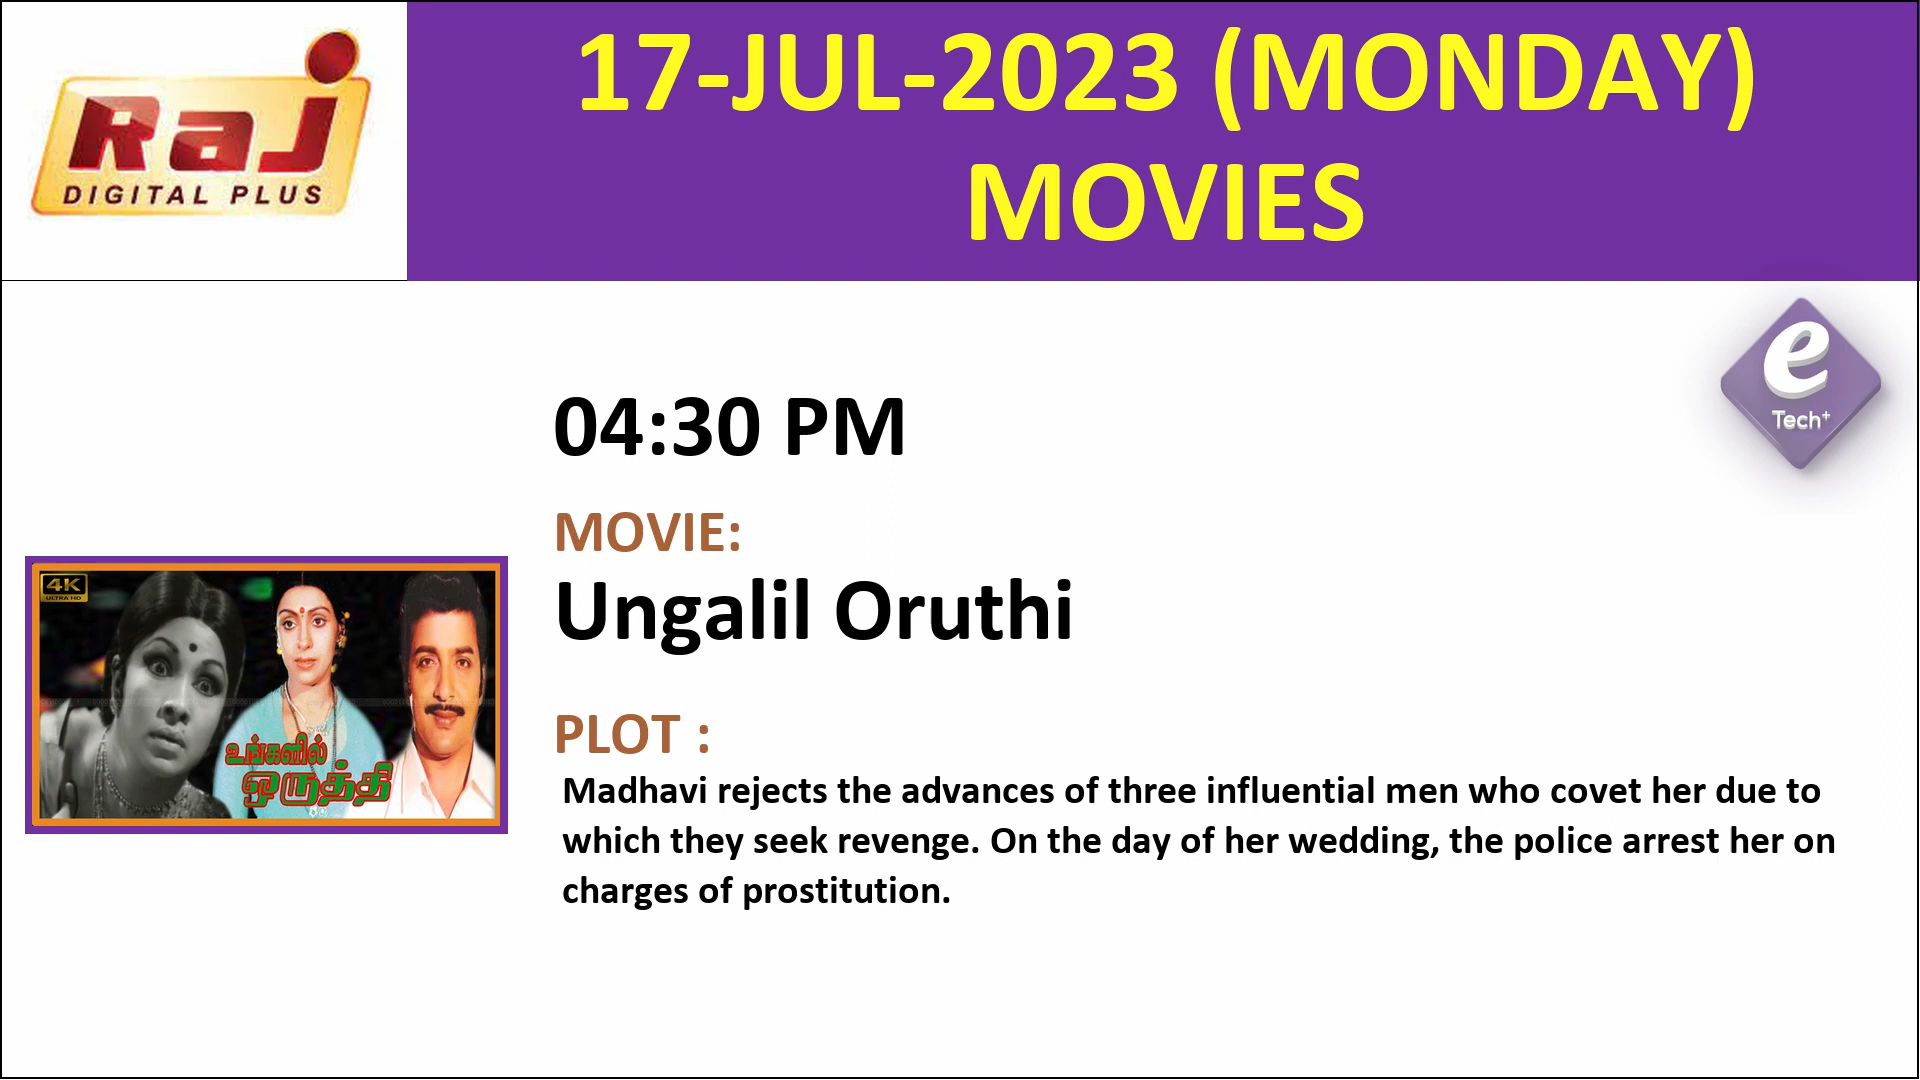 Raj
DIGITAL PLUS
17-JUL-2023 (MONDAY)
MOVIES
e
Tech+
04:30 PM
MOVIE:
Ungalil Oruthi
4K
ULTRA HD
உங்களில்
ஒருத்தி
PLOT :
Madhavi rejects the advances of three influential men who covet her due to
which they seek revenge. On the day of her wedding, the police arrest her on
charges of prostitution.